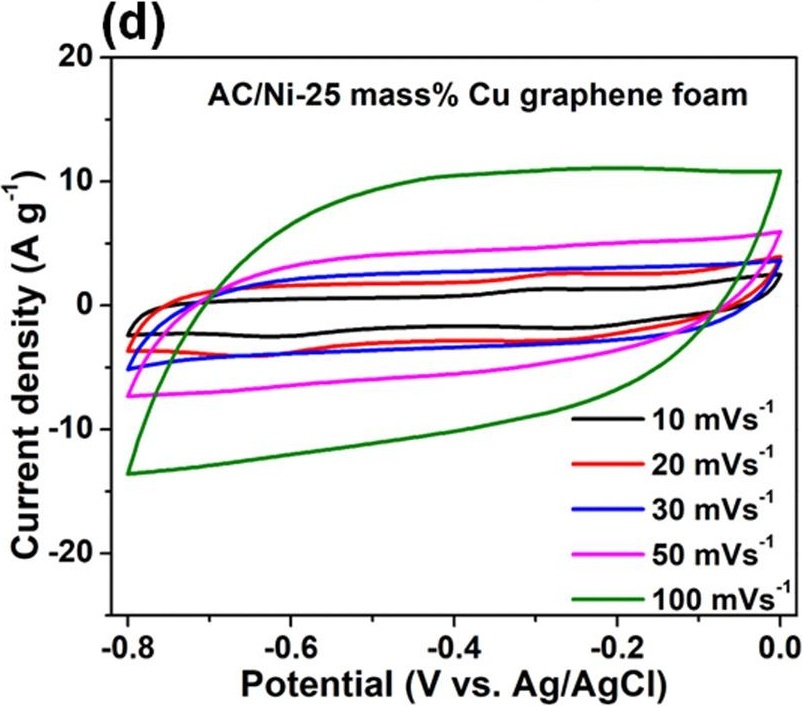 (d)
AC/Ni-25 mass% Cu graphene foam
20
10
0
-10
-20
Current density (A g⁻¹)
10 mVs⁻¹
20 mVs⁻¹
30 mVs⁻¹
50 mVs⁻¹
100 mVs⁻¹
-0.8 -0.6 -0.4 -0.2 0.0
Potential (V vs. Ag/AgCl)